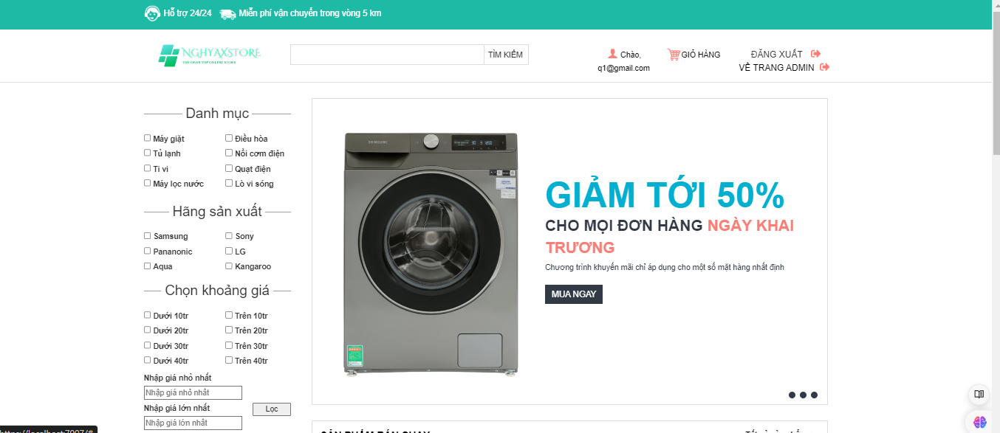 Hỗ trợ 24/24 Miễn phí vận chuyển trong vòng 5 km
NGHYAXSTORE
TÌM KIẾM
Chào,
q1@gmail.com
GIỎ HÀNG
ĐĂNG XUẤT
VỀ TRANG ADMIN
Danh mục
Máy giặt Điều hòa
Tủ lạnh Nồi cơm điện
Ti vi Quạt điện
Máy lọc nước Lò vi sóng
Hãng sản xuất
Samsung Sony
Pananonic LG
Aqua Kangaroo
Chọn khoảng giá
Dưới 10tr Trên 10tr
Dưới 20tr Trên 20tr
Dưới 30tr Trên 30tr
Dưới 40tr Trên 40tr
Nhập giá nhỏ nhất
Nhập giá nhỏ nhất
Nhập giá lớn nhất
Lọc
Nhập giá lớn nhất
SAMSUNG
GIẢM TỚI 50%
CHO MỌI ĐƠN HÀNG NGÀY KHAI
TRƯƠNG
Chương trình khuyến mãi chỉ áp dụng cho một số mặt hàng nhất định
MUA NGAY
SẢN PHẨM BÁN CHẠY